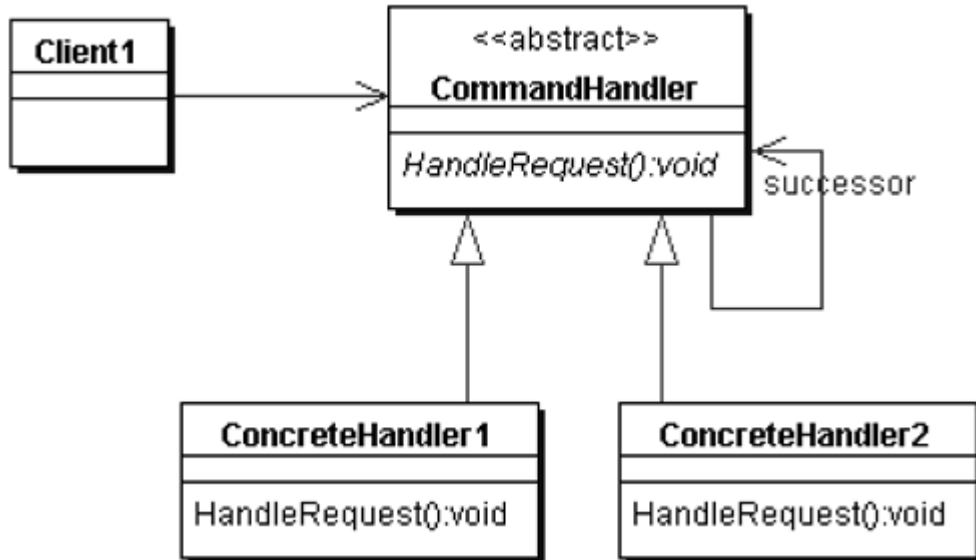 Client1
<<abstract>>
CommandHandler
HandleRequest():void
successor
ConcreteHandler1
HandleRequest():void
ConcreteHandler2
HandleRequest():void